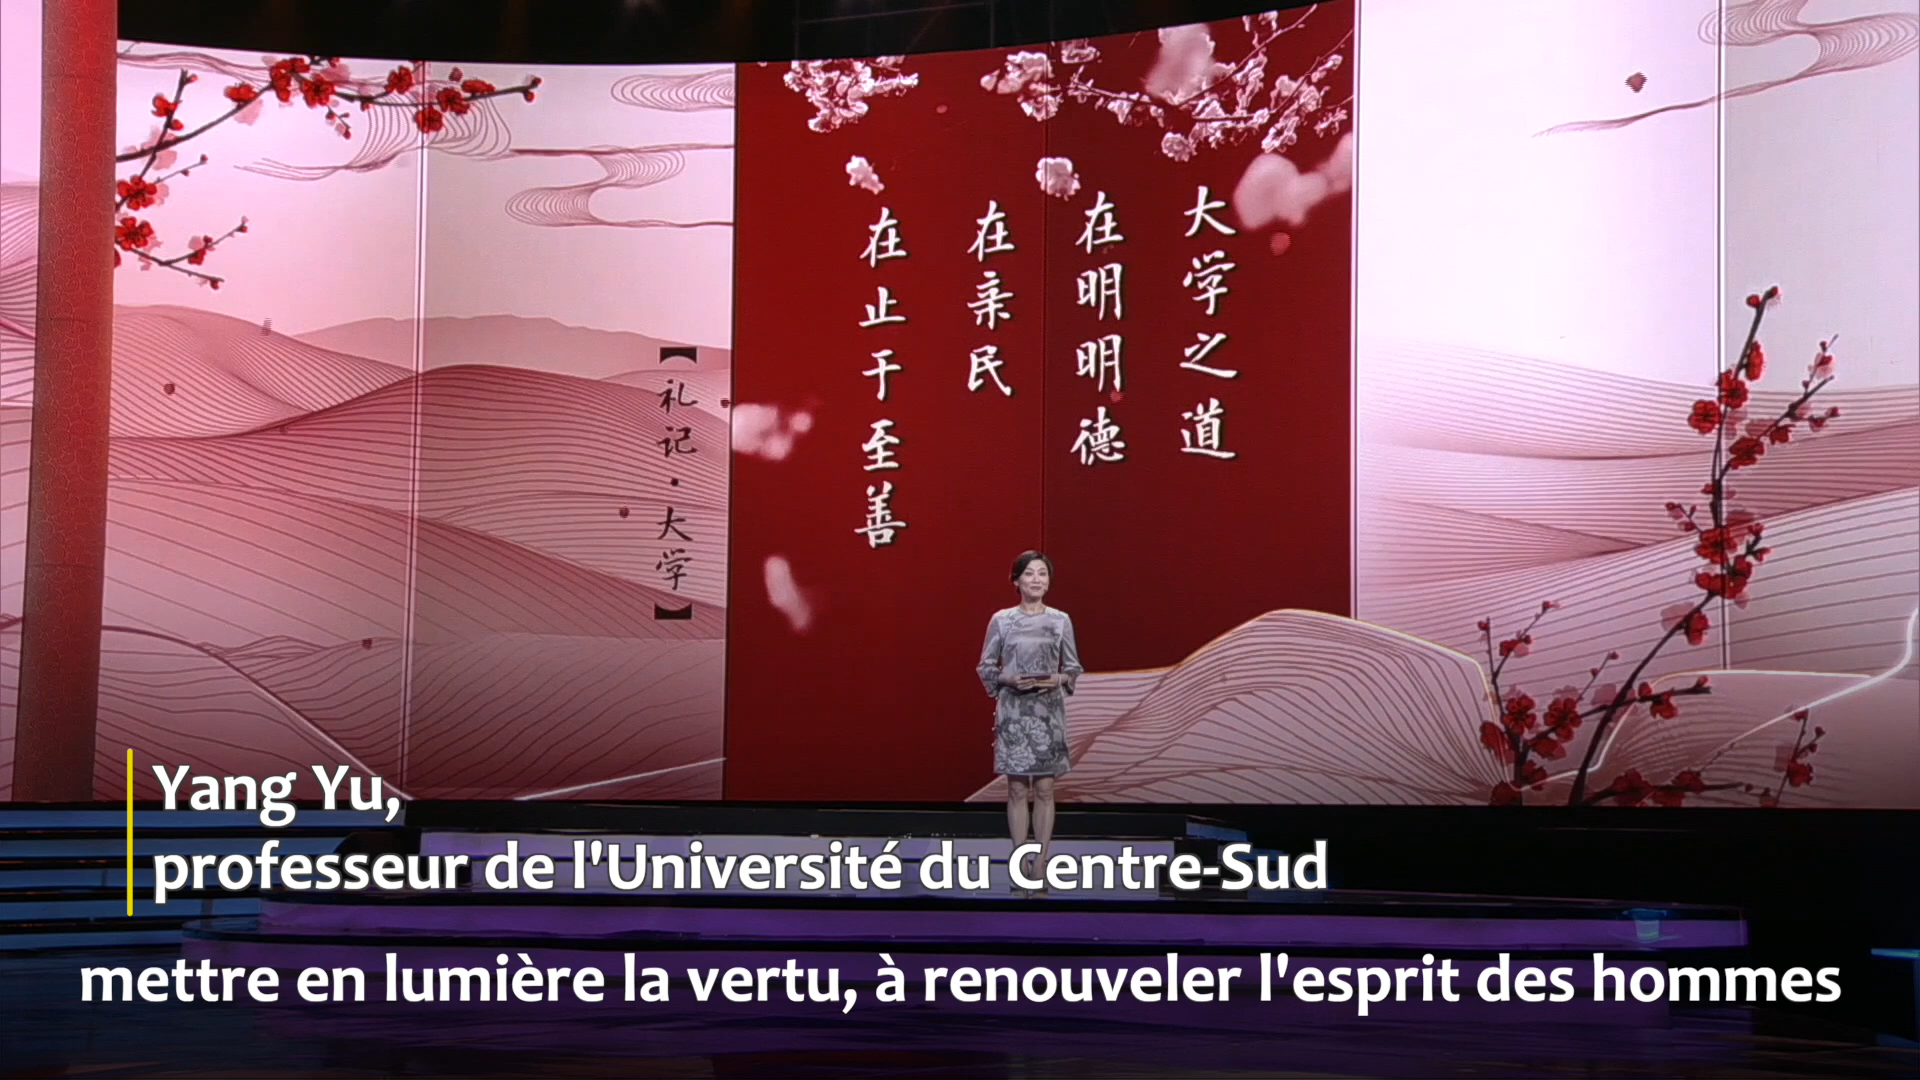 大学之道
在明明德
在亲民
在止于至善
【礼记·大学】
Yang Yu,
professeur de l'Université du Centre-Sud
mettre en lumière la vertu, à renouveler l'esprit des hommes